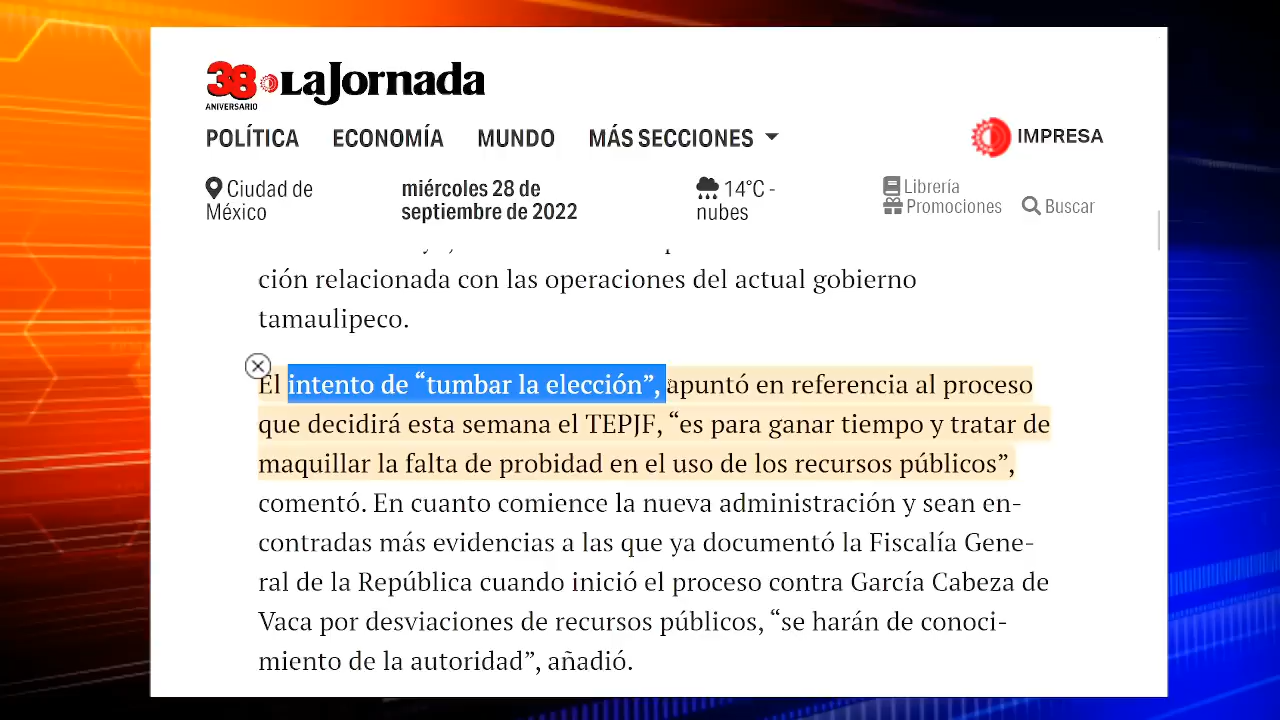 38 LaJornada
ANIVERSARIO
POLÍTICA ECONOMÍA MUNDO MÁS SECCIONES IMPRESA
Ciudad de México
miércoles 28 de septiembre de 2022
14°C - nubes
Librería
Promociones
Buscar
ción relacionada con las operaciones del actual gobierno
tamaulipeco.
El intento de “tumbar la elección”, apuntó en referencia al proceso
que decidirá esta semana el TEPJF, “es para ganar tiempo y tratar de
maquillar la falta de probidad en el uso de los recursos públicos”,
comentó. En cuanto comience la nueva administración y sean en-
contradas más evidencias a las que ya documentó la Fiscalía Gene-
ral de la República cuando inició el proceso contra García Cabeza de
Vaca por desviaciones de recursos públicos, “se harán de conoci-
miento de la autoridad”, añadió.